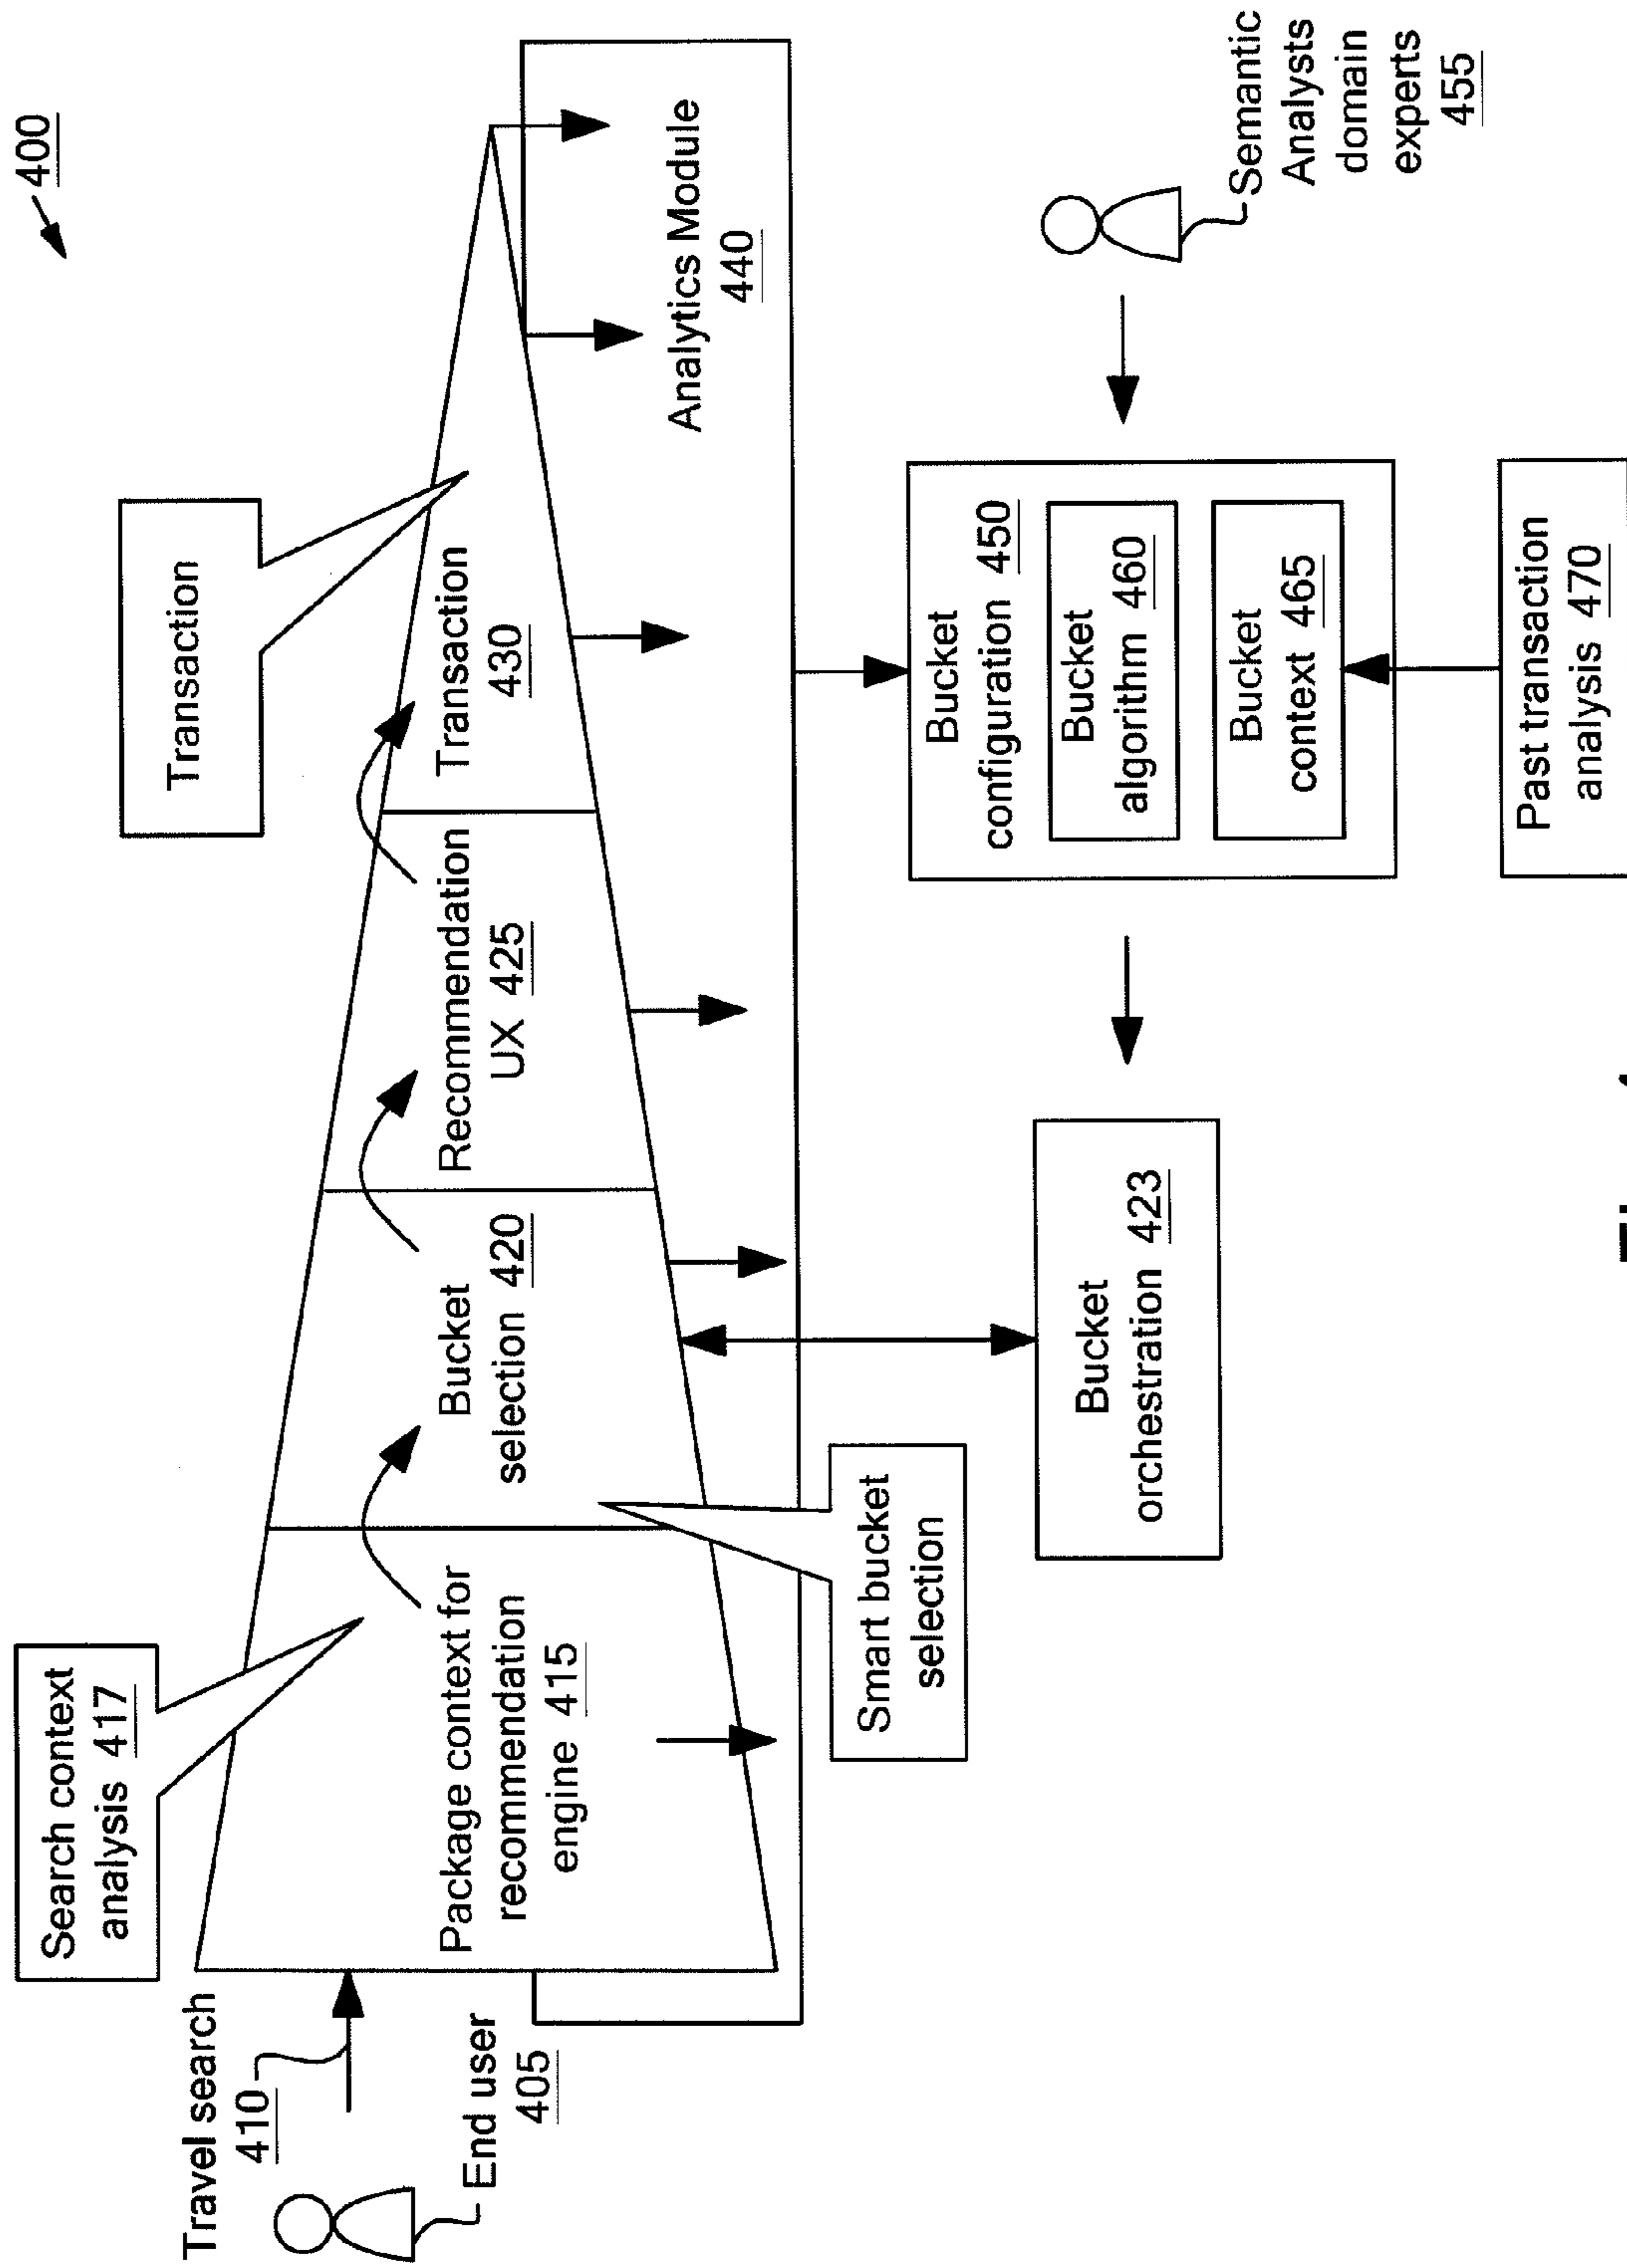 400
Search context
analysis 417
Transaction
Travel search
410
End user
405
Package context for
recommendation
engine 415
Bucket
selection 420
Recommendation
UX 425
Transaction
430
Analytics Module
440
Smart bucket
selection
Bucket
orchestration 423
Bucket
configuration 450
Bucket
algorithm 460
Bucket
context 465
Semantic
Analysts
domain
experts
455
Past transaction
analysis 470